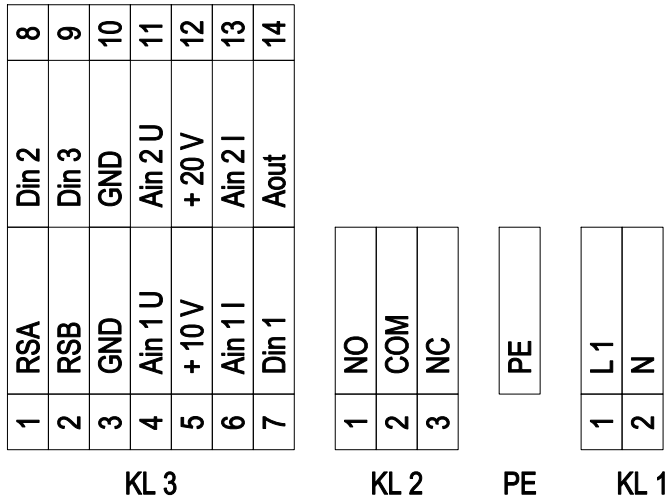 8 9 10 11 12 13 14
Din 2 Din 3 GND Ain 2 U + 20 V Ain 2 I Aout
RSA RSB GND Ain 1 U + 10 V Ain 1 I Din 1
1 2 3 4 5 6 7
KL 3
NO COM NC
1 2 3
KL 2
PE
PE
L1 N
1 2
KL 1